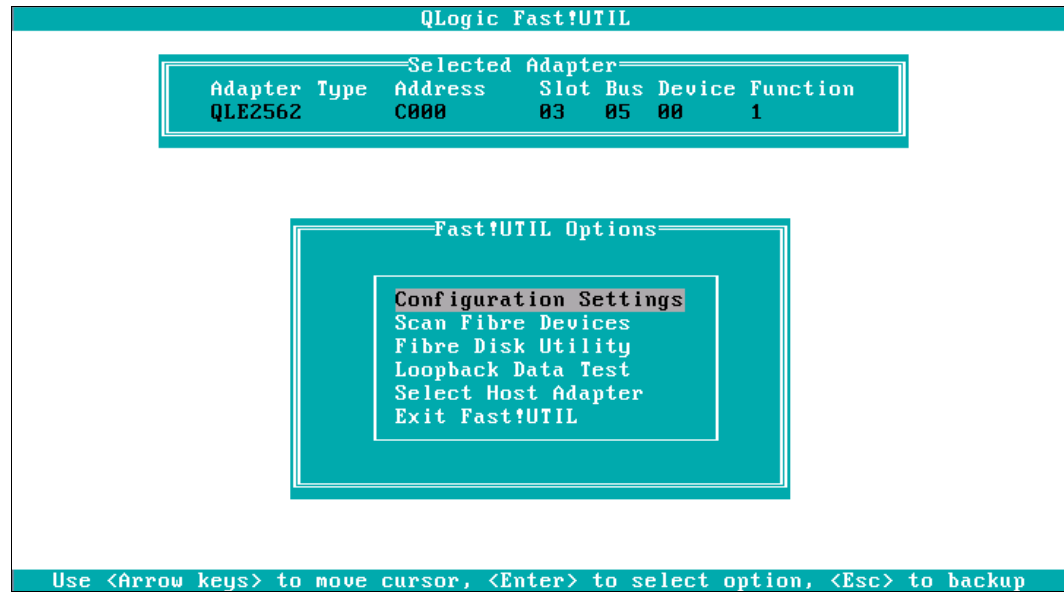 QLogic Fast!UTIL
Selected Adapter
Adapter Type Address Slot Bus Device Function
QLE2562 C000 03 05 00 1
Fast!UTIL Options
Configuration Settings
Scan Fibre Devices
Fibre Disk Utility
Loopback Data Test
Select Host Adapter
Exit Fast!UTIL
Use <Arrow keys> to move cursor, <Enter> to select option, <Esc> to backup